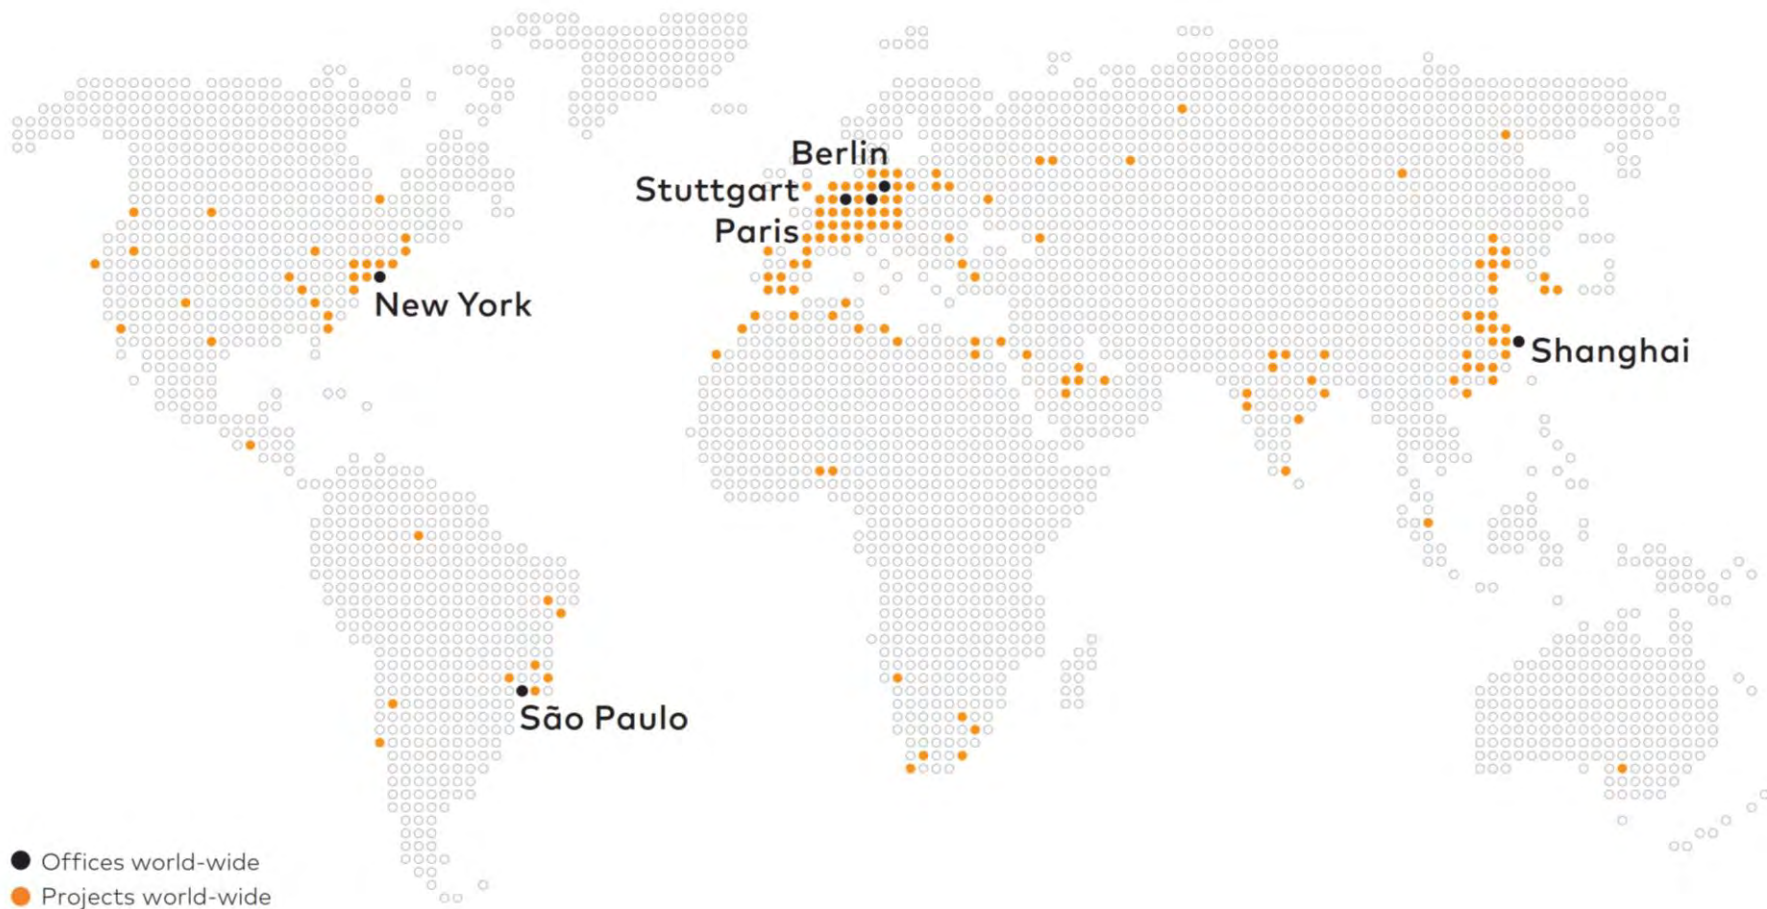 Berlin
Stuttgart
Paris
New York
Shanghai
São Paulo
Offices world-wide
Projects world-wide